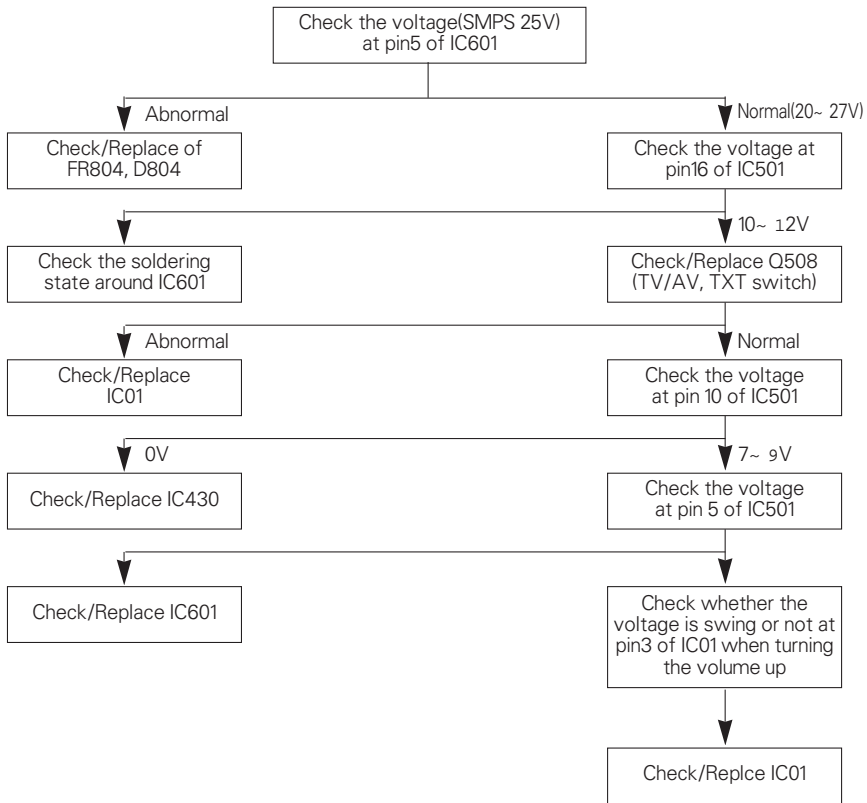 Check the voltage(SMPS 25V)
at pin5 of IC601
Abnormal
Normal(20~ 27V)
Check/Replace of
FR804, D804
Check the voltage at
pin16 of IC501
10~ 12V
Check the soldering
state around IC601
Check/Replace Q508
(TV/AV, TXT switch)
Abnormal
Normal
Check/Replace
IC01
Check the voltage
at pin 10 of IC501
0V
7~ 9V
Check/Replace IC430
Check the voltage
at pin 5 of IC501
Check/Replace IC601
Check whether the
voltage is swing or not at
pin3 of IC01 when turning
the volume up
Check/Replce IC01